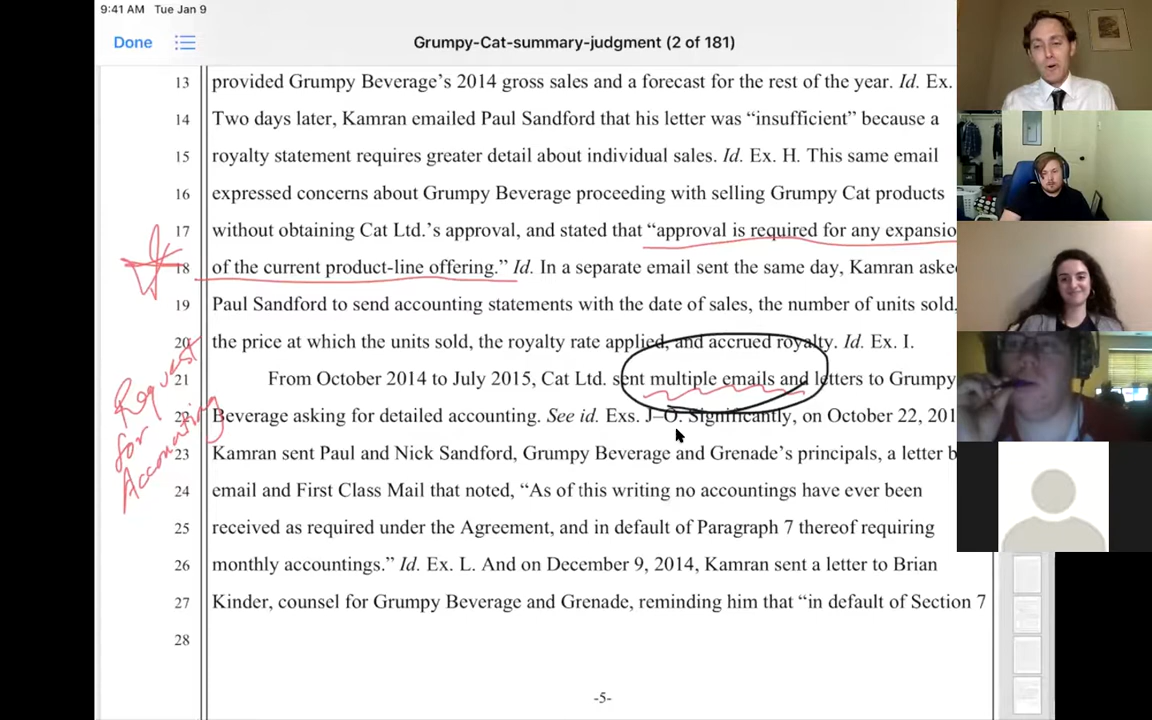 9:41 AM Tue Jan 9
Done
Grumpy-Cat-summary-judgment (2 of 181)
13 provided Grumpy Beverage’s 2014 gross sales and a forecast for the rest of the year. Id. Ex.
14 Two days later, Kamran emailed Paul Sandford that his letter was “insufficient” because a
15 royalty statement requires greater detail about individual sales. Id. Ex. H. This same email
16 expressed concerns about Grumpy Beverage proceeding with selling Grumpy Cat products
17 without obtaining Cat Ltd.’s approval, and stated that “approval is required for any expansio
18 of the current product-line offering.” Id. In a separate email sent the same day, Kamran aske
19 Paul Sandford to send accounting statements with the date of sales, the number of units sold,
20 the price at which the units sold, the royalty rate applied, and accrued royalty. Id. Ex. I.
21 From October 2014 to July 2015, Cat Ltd. sent multiple emails and letters to Grumpy
22 Beverage asking for detailed accounting. See id. Exs. J–O. Significantly, on October 22, 201
23 Kamran sent Paul and Nick Sandford, Grumpy Beverage and Grenade’s principals, a letter b
24 email and First Class Mail that noted, “As of this writing no accountings have ever been
25 received as required under the Agreement, and in default of Paragraph 7 thereof requiring
26 monthly accountings.” Id. Ex. L. And on December 9, 2014, Kamran sent a letter to Brian
27 Kinder, counsel for Grumpy Beverage and Grenade, reminding him that “in default of Section 7
28
Request
for
Accounting
-5-